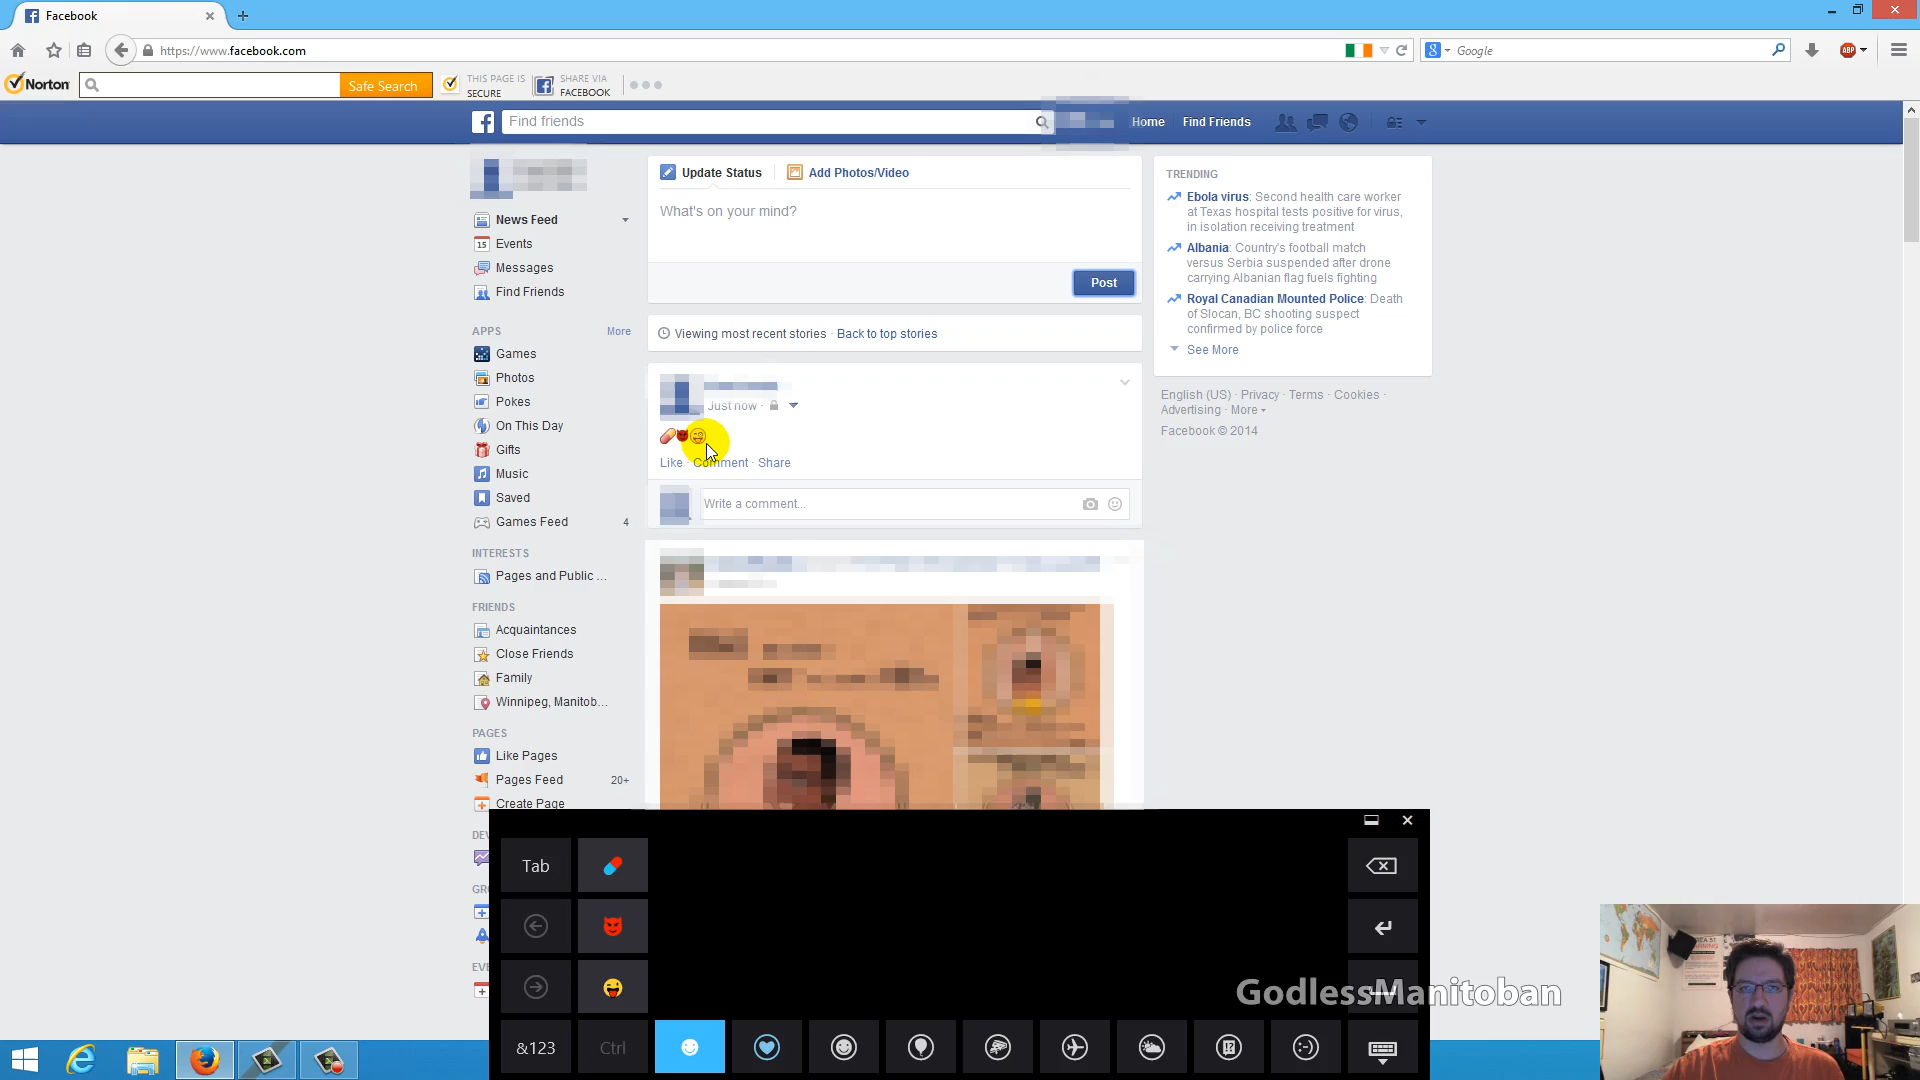 Facebook
https://www.facebook.com
Google
ABP
Norton
Safe Search
THIS PAGE IS
SECURE
SHARE VIA
FACEBOOK
Find friends
Home
Find Friends
News Feed
15
Events
Messages
Find Friends
APPS
More
Games
Photos
Pokes
On This Day
Gifts
Music
Saved
Games Feed
4
INTERESTS
Pages and Public ...
FRIENDS
Acquaintances
Close Friends
Family
Winnipeg, Manitob...
PAGES
Like Pages
Pages Feed
20+
Create Page
Update Status
Add Photos/Video
What's on your mind?
Post
Viewing most recent stories · Back to top stories
Just now ·
Like · Comment · Share
Write a comment...
TRENDING
Ebola virus: Second health care worker
at Texas hospital tests positive for virus,
in isolation receiving treatment
Albania: Country's football match
versus Serbia suspended after drone
carrying Albanian flag fuels fighting
Royal Canadian Mounted Police: Death
of Slocan, BC shooting suspect
confirmed by police force
See More
English (US) · Privacy · Terms · Cookies ·
Advertising · More
Facebook © 2014
Tab
&123
Ctrl
:-)
GodlessManitoban